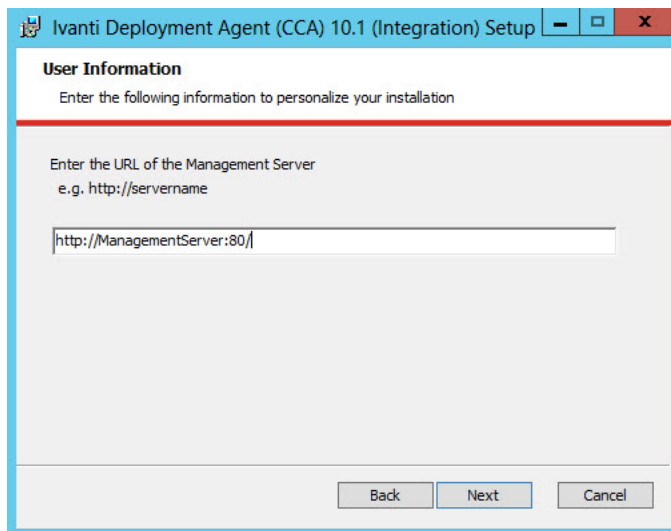 Ivanti Deployment Agent (CCA) 10.1 (Integration) Setup
User Information
Enter the following information to personalize your installation
Enter the URL of the Management Server
e.g. http://servername
http://ManagementServer:80/
Back Next Cancel